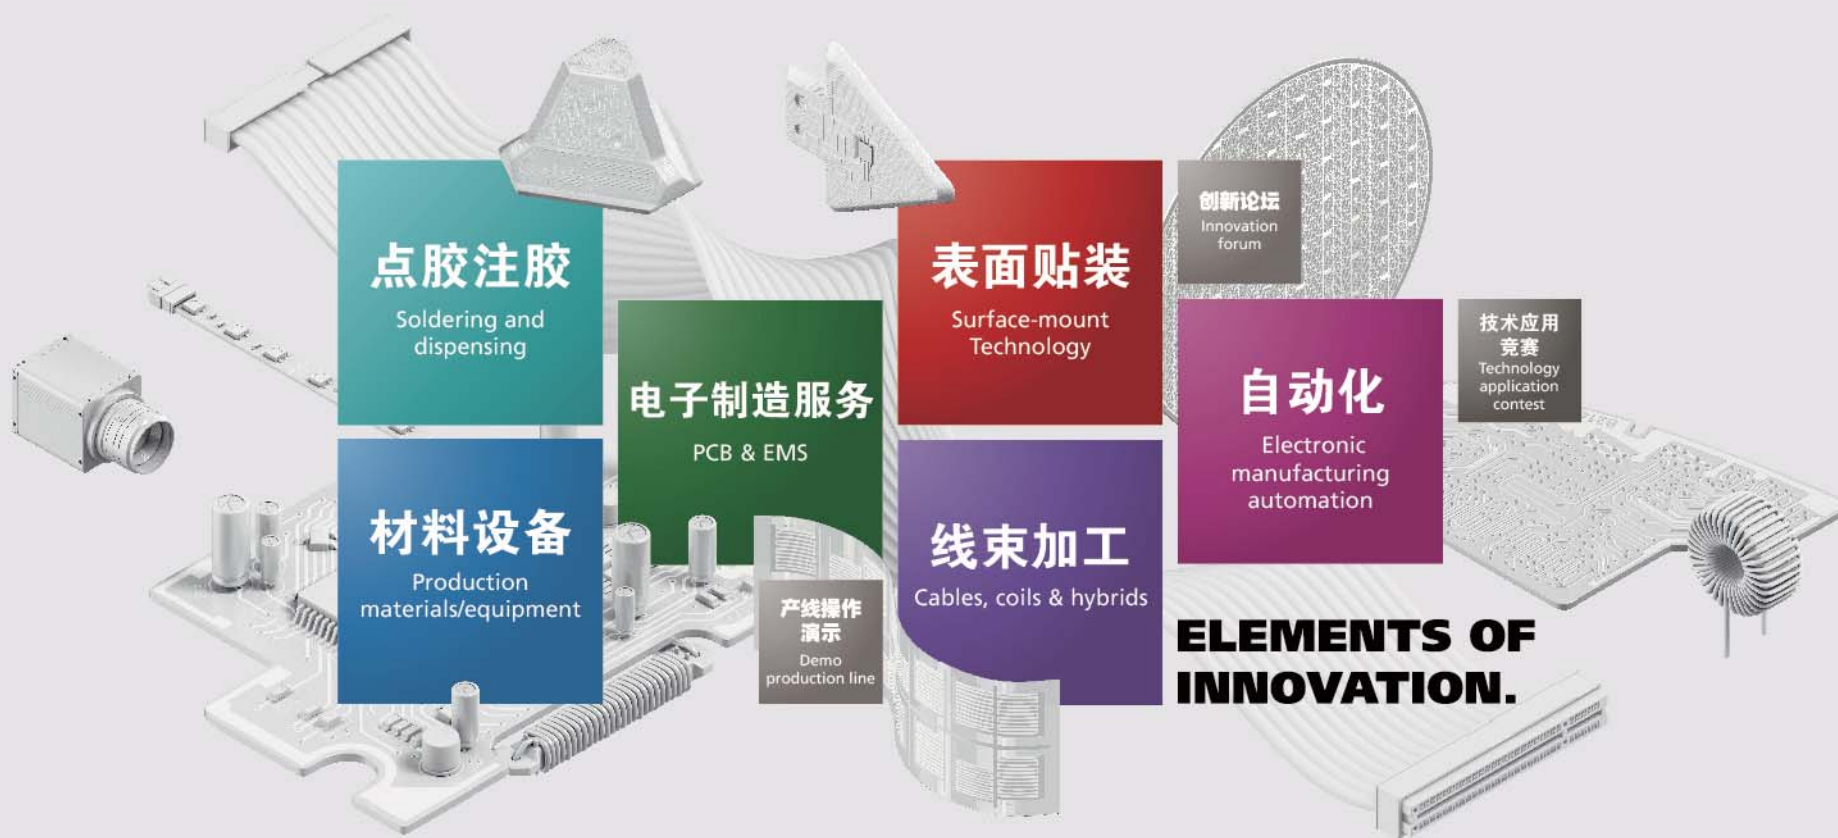 点胶注胶
Soldering and
dispensing
材料设备
Production
materials/equipment
电子制造服务
PCB & EMS
产线操作
演示
Demo
production line
表面贴装
Surface-mount
Technology
线束加工
Cables, coils & hybrids
创新论坛
Innovation
forum
自动化
Electronic
manufacturing
automation
技术应用
竞赛
Technology
application
contest
ELEMENTS OF
INNOVATION.